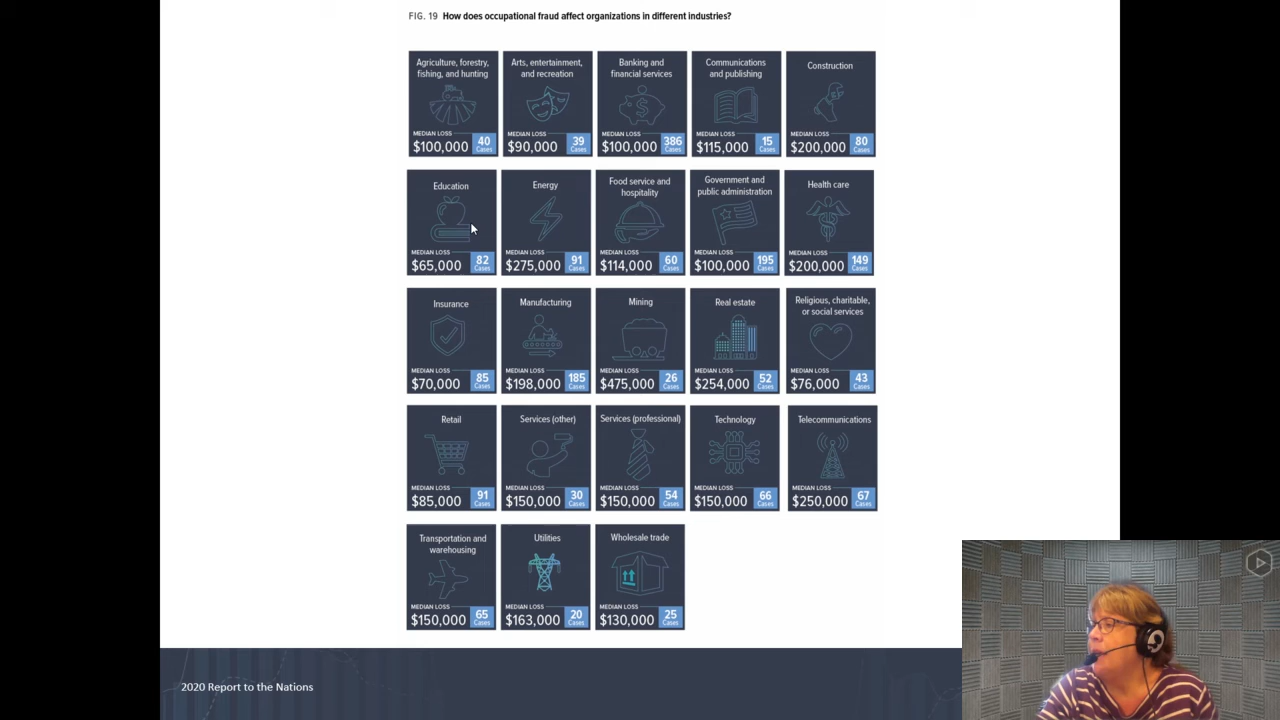 FIG. 19 How does occupational fraud affect organizations in different industries?
Agriculture, forestry,
fishing, and hunting
MEDIAN LOSS
$100,000
40
Cases
Arts, entertainment,
and recreation
MEDIAN LOSS
$90,000
39
Cases
Banking and
financial services
MEDIAN LOSS
$100,000
386
Cases
Communications
and publishing
MEDIAN LOSS
$115,000
15
Cases
Construction
MEDIAN LOSS
$200,000
80
Cases
Education
MEDIAN LOSS
$65,000
82
Cases
Energy
MEDIAN LOSS
$275,000
91
Cases
Food service and
hospitality
MEDIAN LOSS
$114,000
60
Cases
Government and
public administration
MEDIAN LOSS
$100,000
195
Cases
Health care
MEDIAN LOSS
$200,000
149
Cases
Insurance
MEDIAN LOSS
$70,000
85
Cases
Manufacturing
MEDIAN LOSS
$198,000
185
Cases
Mining
MEDIAN LOSS
$475,000
26
Cases
Real estate
MEDIAN LOSS
$254,000
52
Cases
Religious, charitable,
or social services
MEDIAN LOSS
$76,000
43
Cases
Retail
MEDIAN LOSS
$85,000
91
Cases
Services (other)
MEDIAN LOSS
$150,000
30
Cases
Services (professional)
MEDIAN LOSS
$150,000
54
Cases
Technology
MEDIAN LOSS
$150,000
66
Cases
Telecommunications
MEDIAN LOSS
$250,000
67
Cases
Transportation and
warehousing
MEDIAN LOSS
$150,000
65
Cases
Utilities
MEDIAN LOSS
$163,000
20
Cases
Wholesale trade
MEDIAN LOSS
$130,000
25
Cases
2020 Report to the Nations